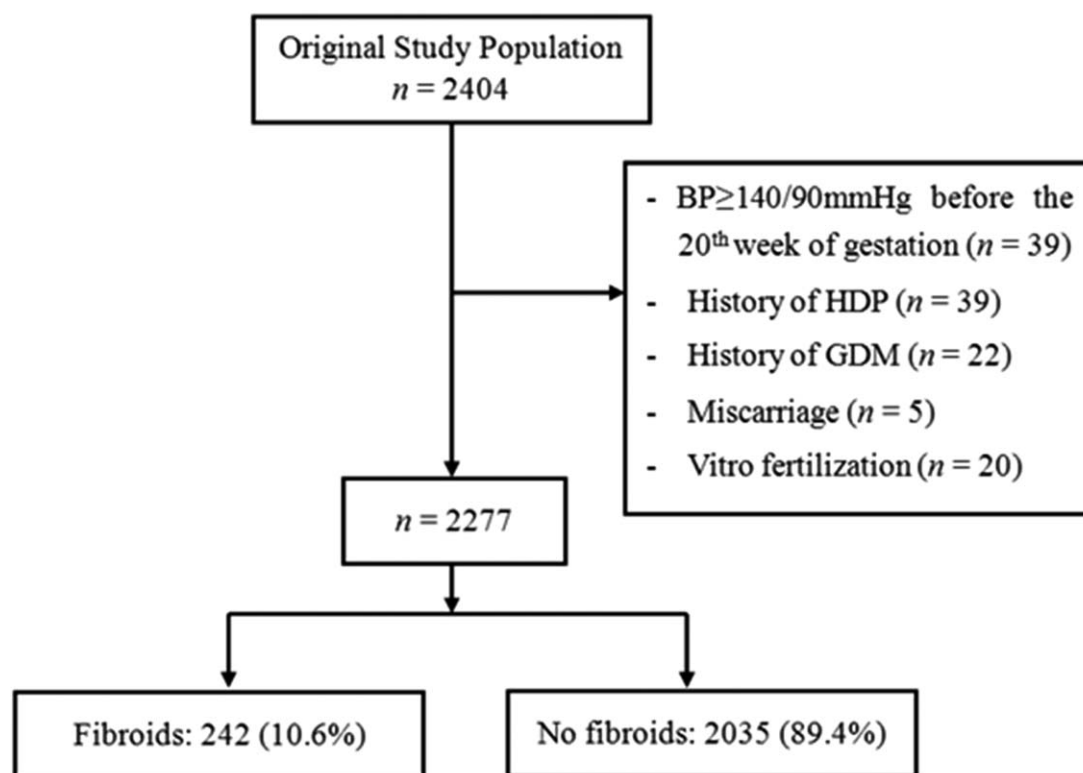 Original Study Population
n = 2404
- BP≥140/90mmHg before the
20th week of gestation (n = 39)
- History of HDP (n = 39)
- History of GDM (n = 22)
- Miscarriage (n = 5)
- Vitro fertilization (n = 20)
n = 2277
Fibroids: 242 (10.6%)
No fibroids: 2035 (89.4%)